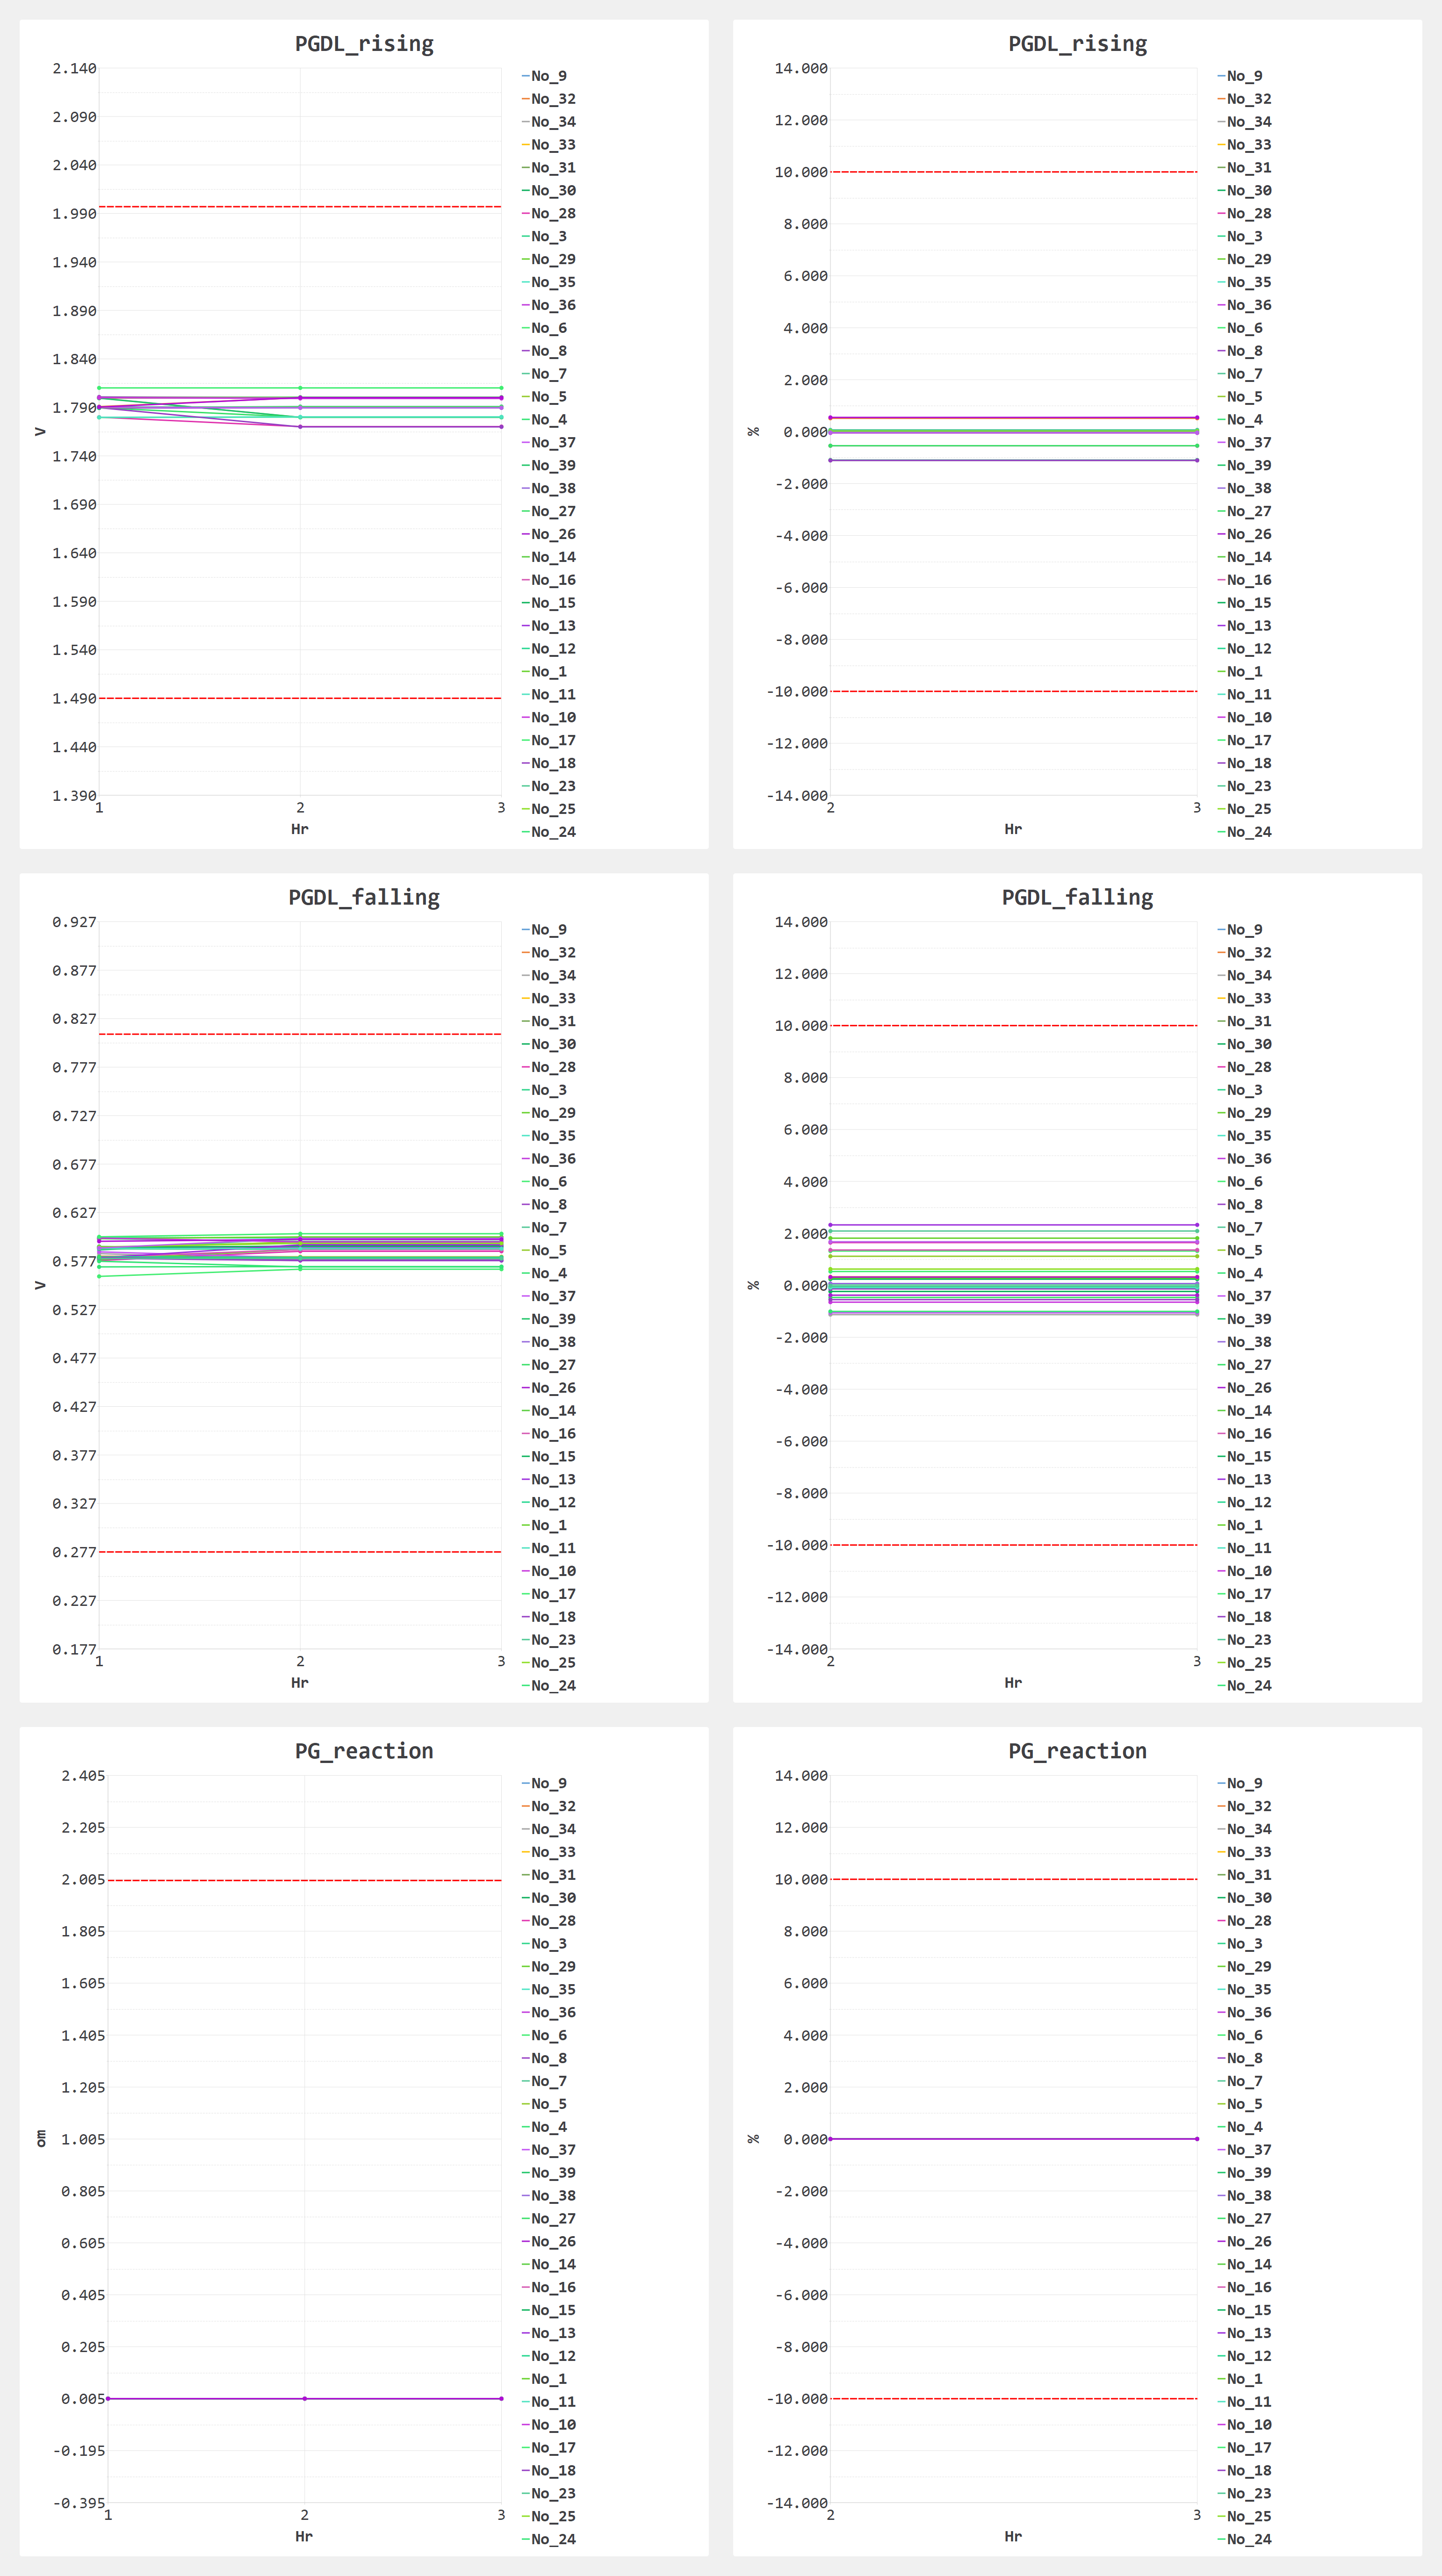 PGDL_rising
2.140
2.090
2.040
1.990
1.940
1.890
1.840
1.790
1.740
1.690
1.640
1.590
1.540
1.490
1.440
1.390
V
1
2
3
Hr
No_9
No_32
No_34
No_33
No_31
No_30
No_28
No_3
No_29
No_35
No_36
No_6
No_8
No_7
No_5
No_4
No_37
No_39
No_38
No_27
No_26
No_14
No_16
No_15
No_13
No_12
No_1
No_11
No_10
No_17
No_18
No_23
No_25
No_24
PGDL_rising
14.000
12.000
10.000
8.000
6.000
4.000
2.000
0.000
-2.000
-4.000
-6.000
-8.000
-10.000
-12.000
-14.000
%
2
3
Hr
No_9
No_32
No_34
No_33
No_31
No_30
No_28
No_3
No_29
No_35
No_36
No_6
No_8
No_7
No_5
No_4
No_37
No_39
No_38
No_27
No_26
No_14
No_16
No_15
No_13
No_12
No_1
No_11
No_10
No_17
No_18
No_23
No_25
No_24
PGDL_falling
0.927
0.877
0.827
0.777
0.727
0.677
0.627
0.577
0.527
0.477
0.427
0.377
0.327
0.277
0.227
0.177
V
1
2
3
Hr
No_9
No_32
No_34
No_33
No_31
No_30
No_28
No_3
No_29
No_35
No_36
No_6
No_8
No_7
No_5
No_4
No_37
No_39
No_38
No_27
No_26
No_14
No_16
No_15
No_13
No_12
No_1
No_11
No_10
No_17
No_18
No_23
No_25
No_24
PGDL_falling
14.000
12.000
10.000
8.000
6.000
4.000
2.000
0.000
-2.000
-4.000
-6.000
-8.000
-10.000
-12.000
-14.000
%
2
3
Hr
No_9
No_32
No_34
No_33
No_31
No_30
No_28
No_3
No_29
No_35
No_36
No_6
No_8
No_7
No_5
No_4
No_37
No_39
No_38
No_27
No_26
No_14
No_16
No_15
No_13
No_12
No_1
No_11
No_10
No_17
No_18
No_23
No_25
No_24
PG_reaction
2.405
2.205
2.005
1.805
1.605
1.405
1.205
1.005
0.805
0.605
0.405
0.205
0.005
-0.195
-0.395
om
1
2
3
Hr
No_9
No_32
No_34
No_33
No_31
No_30
No_28
No_3
No_29
No_35
No_36
No_6
No_8
No_7
No_5
No_4
No_37
No_39
No_38
No_27
No_26
No_14
No_16
No_15
No_13
No_12
No_1
No_11
No_10
No_17
No_18
No_23
No_25
No_24
PG_reaction
14.000
12.000
10.000
8.000
6.000
4.000
2.000
0.000
-2.000
-4.000
-6.000
-8.000
-10.000
-12.000
-14.000
%
2
3
Hr
No_9
No_32
No_34
No_33
No_31
No_30
No_28
No_3
No_29
No_35
No_36
No_6
No_8
No_7
No_5
No_4
No_37
No_39
No_38
No_27
No_26
No_14
No_16
No_15
No_13
No_12
No_1
No_11
No_10
No_17
No_18
No_23
No_25
No_24